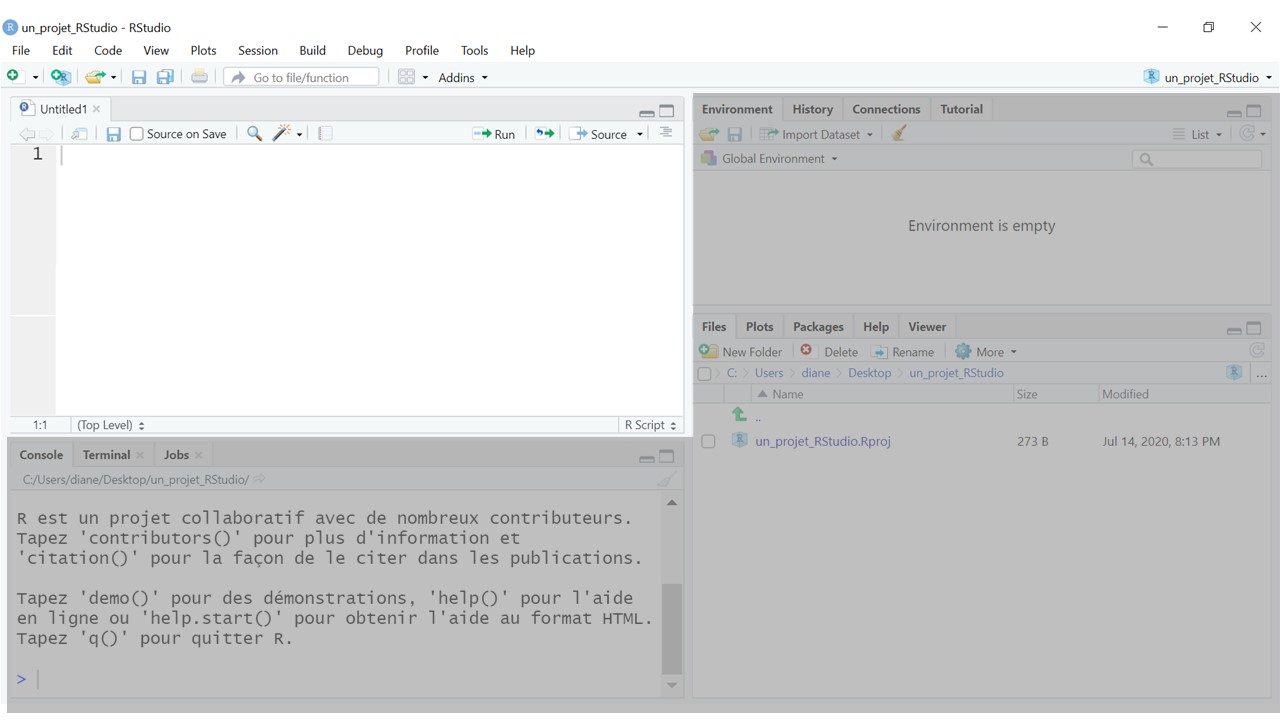 un_projet_RStudio - RStudio
File Edit Code View Plots Session Build Debug Profile Tools Help
Go to file/function Addins un_projet_RStudio
Untitled1
Source on Save Run Source
1
1:1 (Top Level) R Script
Console Terminal Jobs
C:/Users/diane/Desktop/un_projet_RStudio/
R est un projet collaboratif avec de nombreux contributeurs.
Tapez 'contributors()' pour plus d'information et
'citation()' pour la façon de le citer dans les publications.
Tapez 'demo()' pour des démonstrations, 'help()' pour l'aide
en ligne ou 'help.start()' pour obtenir l'aide au format HTML.
Tapez 'q()' pour quitter R.
>
Environment History Connections Tutorial
Import Dataset List
Global Environment
Environment is empty
Files Plots Packages Help Viewer
New Folder Delete Rename More
C: > Users > diane > Desktop > un_projet_RStudio ...
Name Size Modified
..
un_projet_RStudio.Rproj 273 B Jul 14, 2020, 8:13 PM